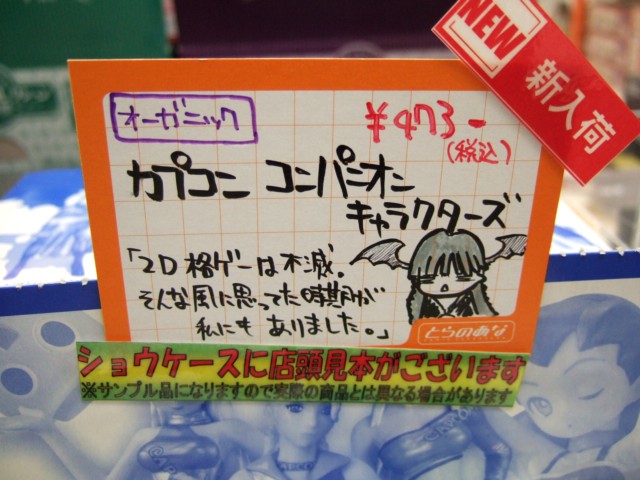 NEW
新入荷
オーガニック
¥473-
(税込)
カプコン コンパニオン
キャラクターズ
「2D格ゲーは不滅。
そんな風に思ってた時期が
私にもありました。」
とらのあな
ショウケースに店頭見本がございます
※サンプル品になりますので実際の商品とは異なる場合があります